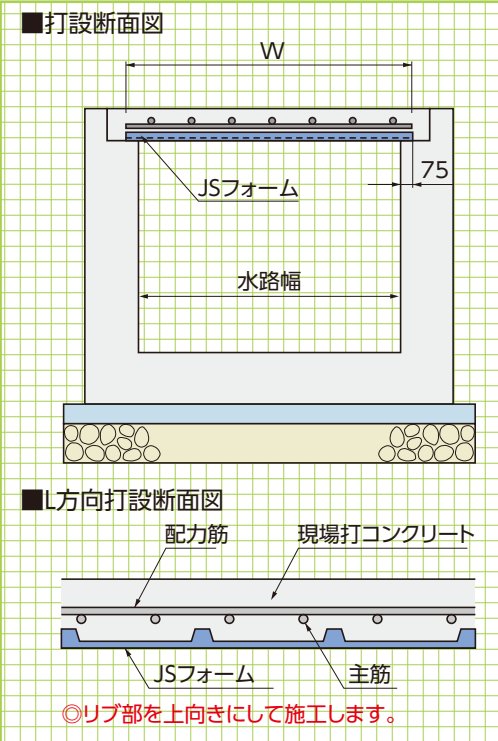 ■打設断面図
W
JSフォーム
75
水路幅
■L方向打設断面図
配力筋
現場打コンクリート
JSフォーム
主筋
◎リブ部を上向きにして施工します。